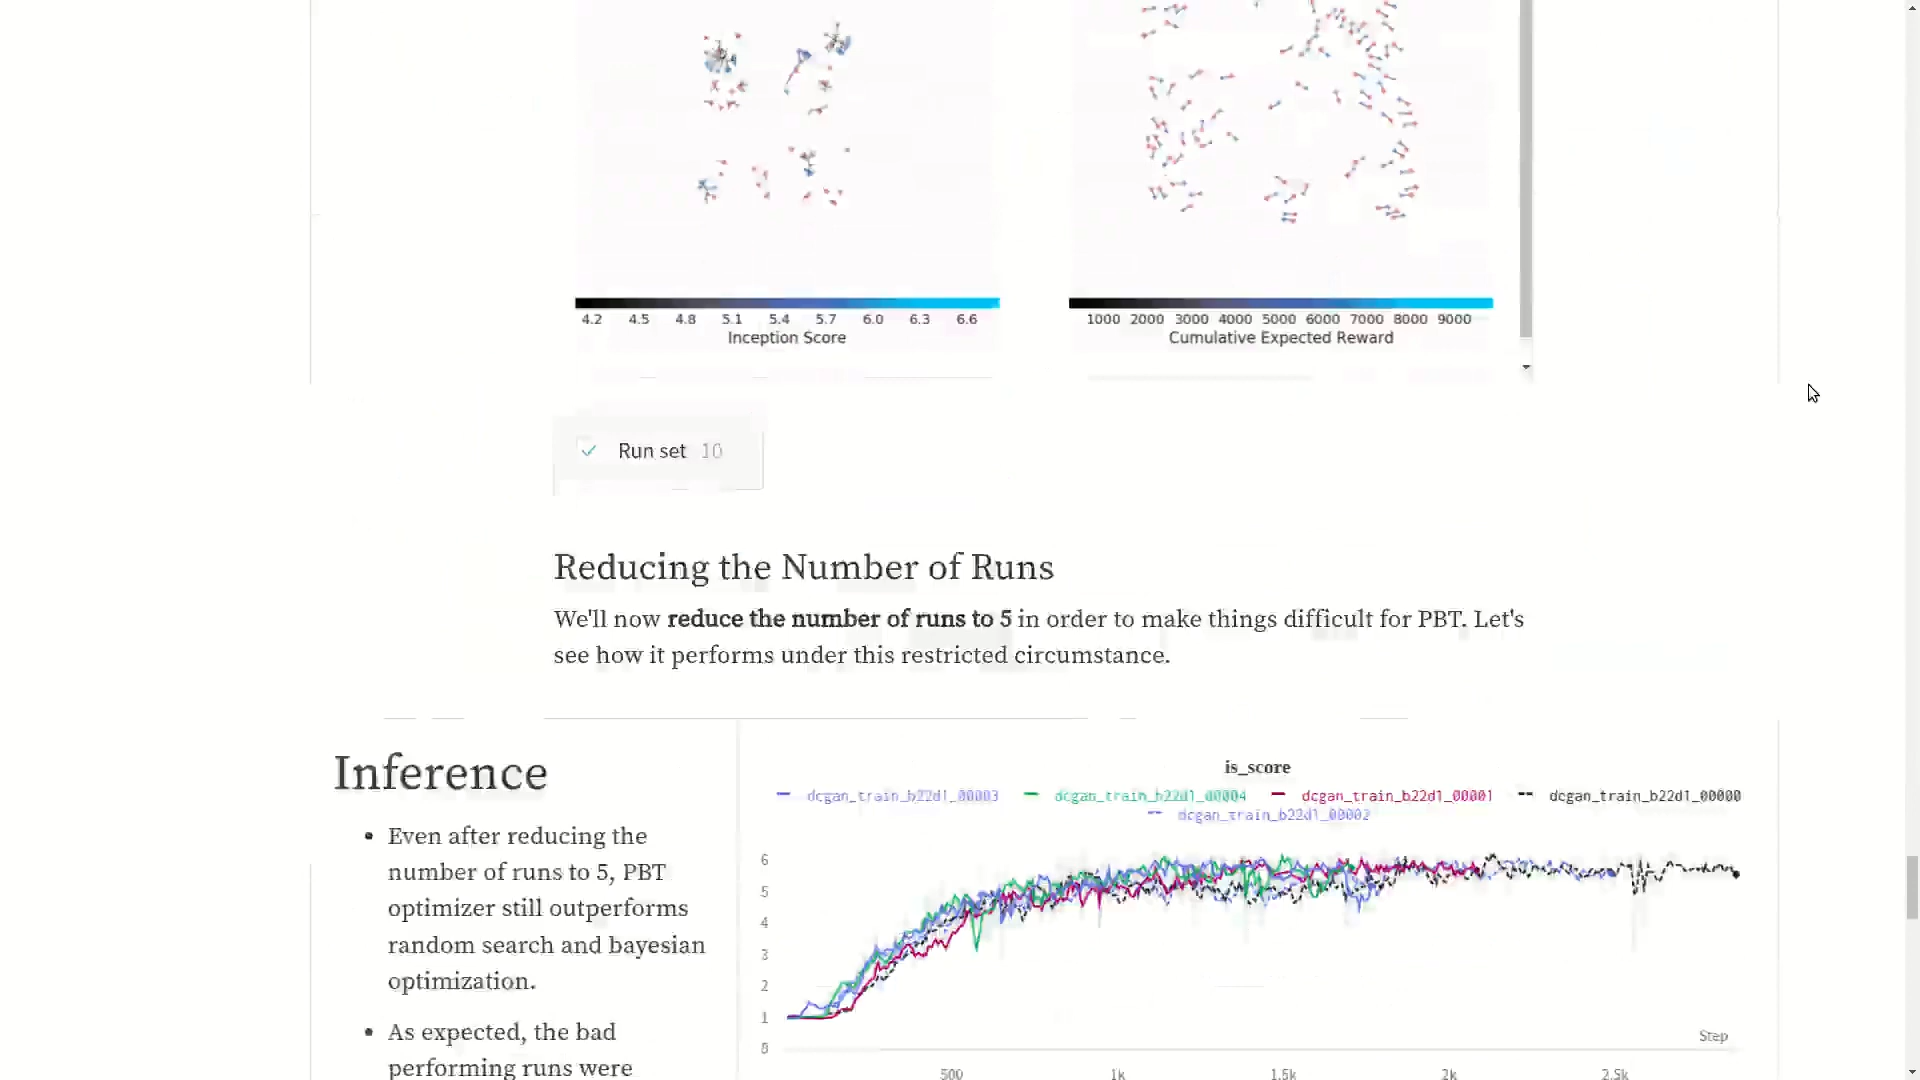 4.2 4.5 4.8 5.1 5.4 5.7 6.0 6.3 6.6
Inception Score
1000 2000 3000 4000 5000 6000 7000 8000 9000
Cumulative Expected Reward
Run set 10
Reducing the Number of Runs
We'll now reduce the number of runs to 5 in order to make things difficult for PBT. Let's
see how it performs under this restricted circumstance.
Inference
• Even after reducing the
number of runs to 5, PBT
optimizer still outperforms
random search and bayesian
optimization.
• As expected, the bad
performing runs were
is_score
dcgan_train_b22d1_00003 dcgan_train_b22d1_00004 dcgan_train_b22d1_00001 dcgan_train_b22d1_00000
dcgan_train_b22d1_00002
6
5
4
3
2
1
0
Step
500 1k 1.5k 2k 2.5k